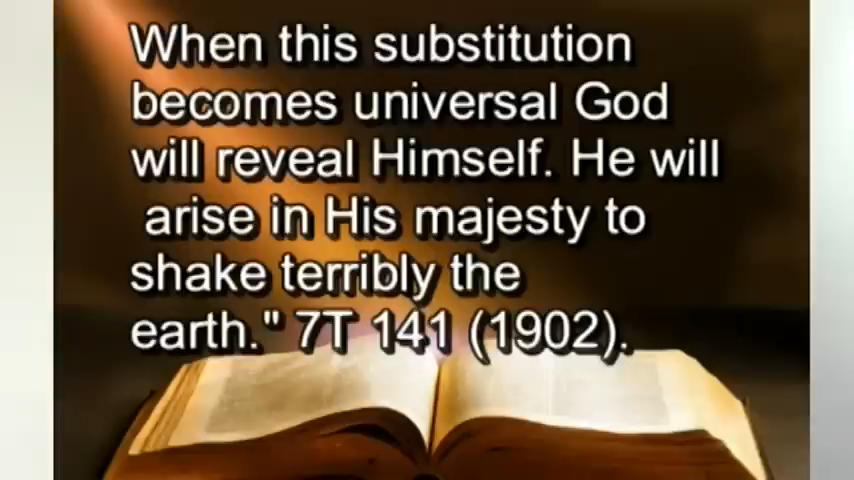 When this substitution
becomes universal God
will reveal Himself. He will
arise in His majesty to
shake terribly the
earth." 7T 141 (1902).